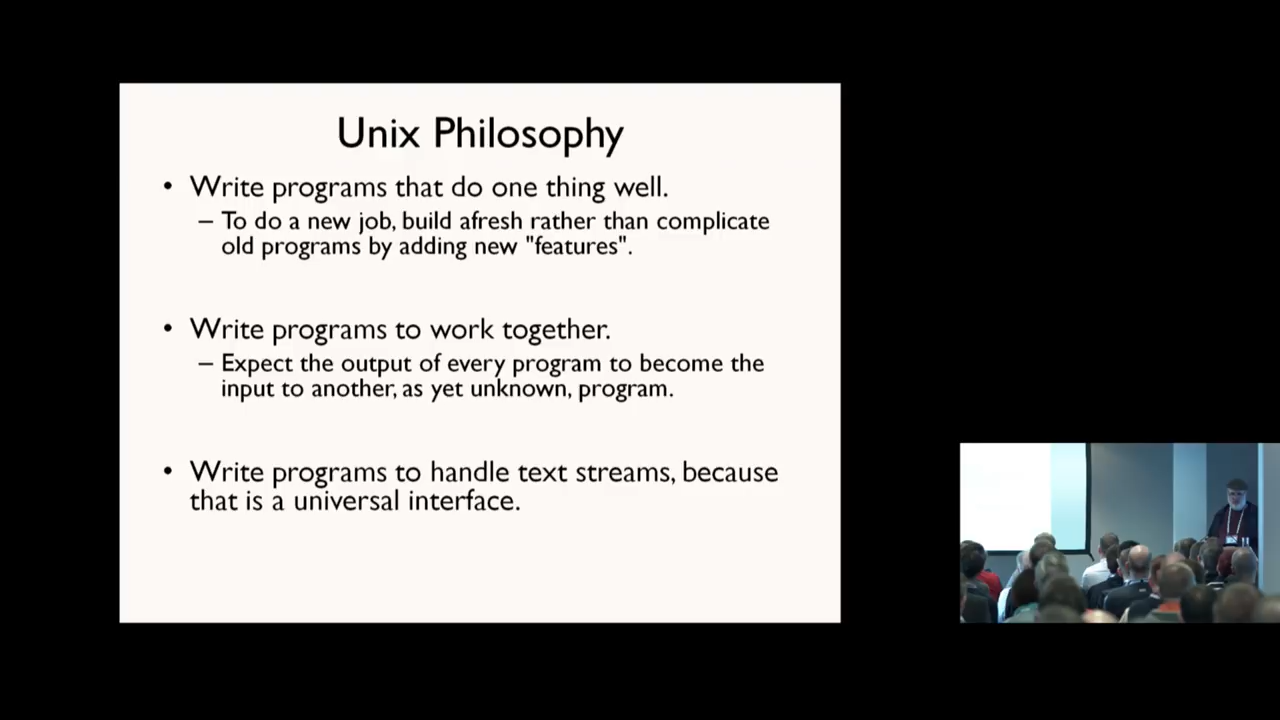 Unix Philosophy
• Write programs that do one thing well.
– To do a new job, build afresh rather than complicate
old programs by adding new "features".
• Write programs to work together.
– Expect the output of every program to become the
input to another, as yet unknown, program.
• Write programs to handle text streams, because
that is a universal interface.